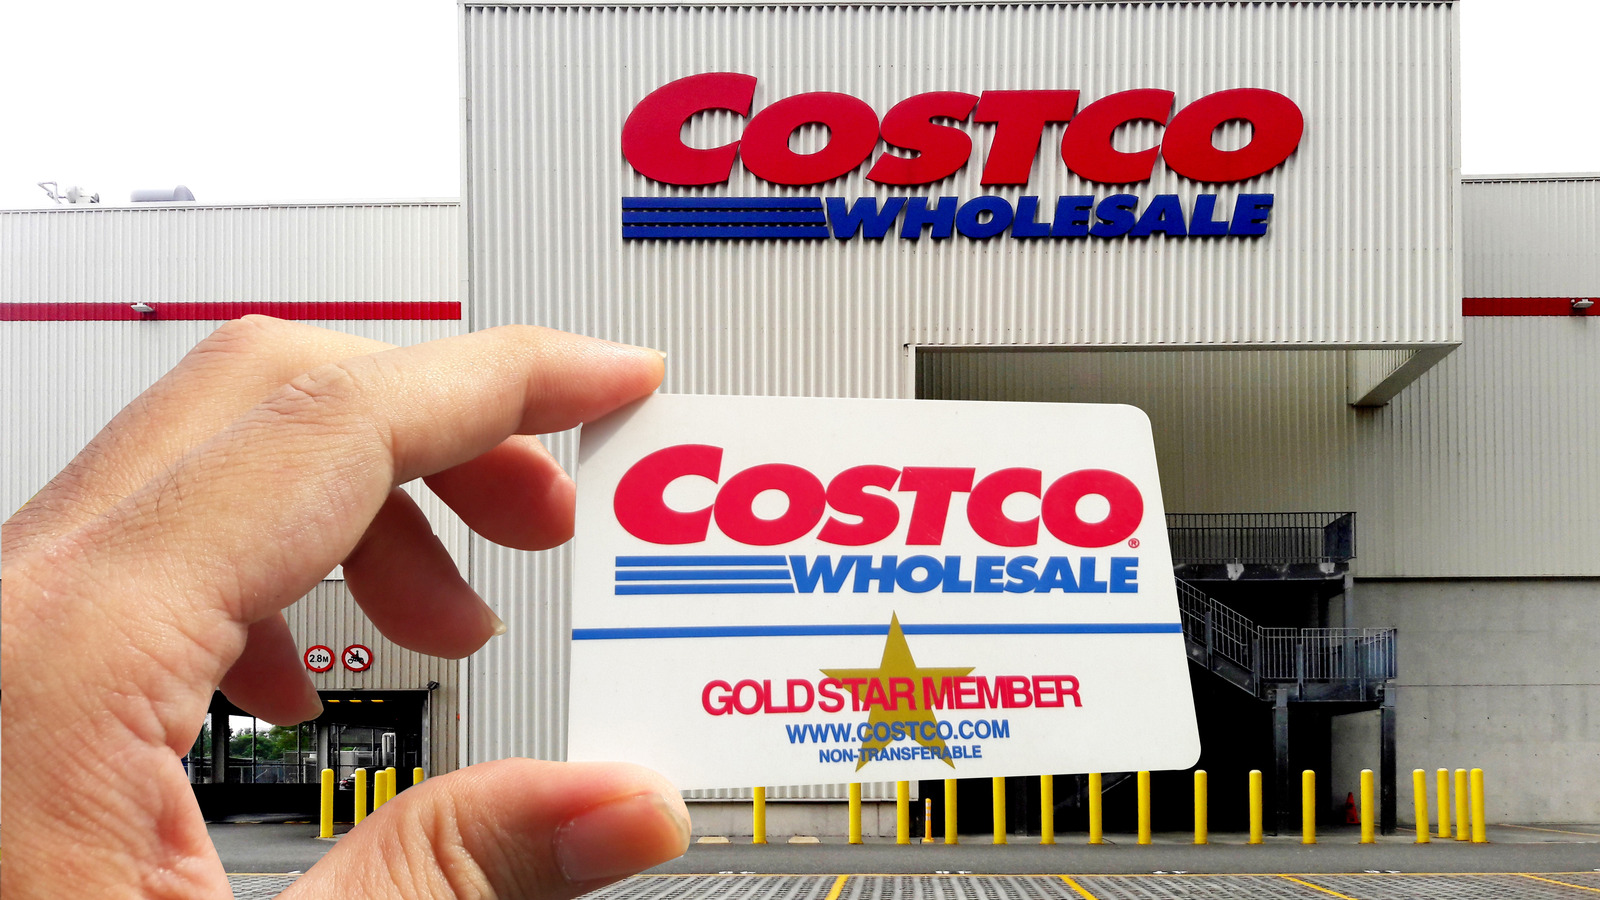 COSTCO
WHOLESALE
COSTCO®
WHOLESALE
GOLD STAR MEMBER
WWW.COSTCO.COM
NON-TRANSFERABLE
2.8M